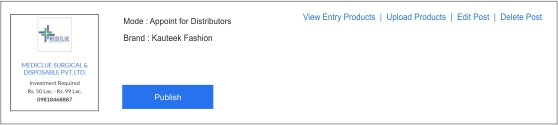 MEDICLUE
MEDICLUE SURGICAL &
DISPOSABLE PVT. LTD.
Investment Required
Rs. 50 Lac. - Rs. 99 Lac.
09818468887
Mode : Appoint for Distributors
Brand : Kauteek Fashion
Publish
View Entry Products | Upload Products | Edit Post | Delete Post